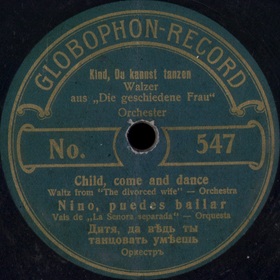 GLOBOPHON-RECORD
Kind, Du kannst tanzen
Walzer
aus „Die geschiedene Frau"
Orchester
No. 547
Child, come and dance
Waltz from "The divorced wife" — Orchestra
Nino, puedes bailar
Vals de „La Senora separada" — Orquesta
Дитя, да вѣдь ты
танцовать умѣешь
Оркестръ